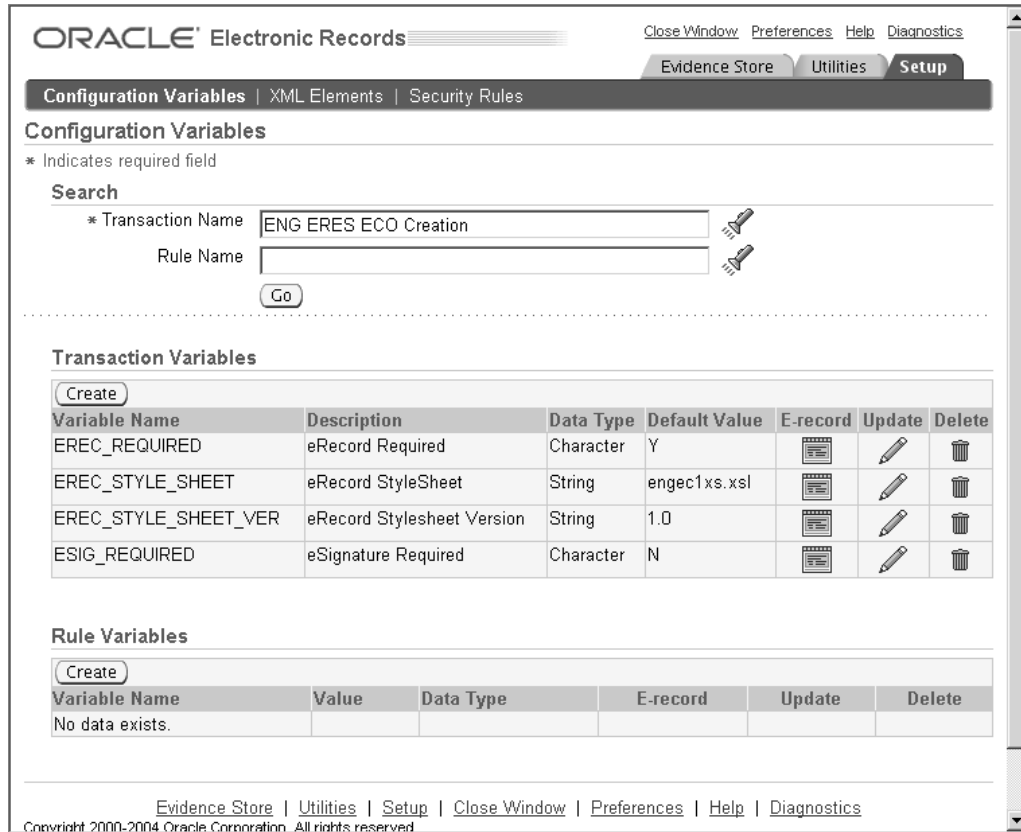 ORACLE Electronic Records
Close Window Preferences Help Diagnostics
Evidence Store Utilities Setup
Configuration Variables | XML Elements | Security Rules
Configuration Variables
* Indicates required field
Search
* Transaction Name ENG ERES ECO Creation
Rule Name
Go
Transaction Variables
Create
Variable Name Description Data Type Default Value E-record Update Delete
EREC_REQUIRED eRecord Required Character Y
EREC_STYLE_SHEET eRecord StyleSheet String engec1xs.xsl
EREC_STYLE_SHEET_VER eRecord Stylesheet Version String 1.0
ESIG_REQUIRED eSignature Required Character N
Rule Variables
Create
Variable Name Value Data Type E-record Update Delete
No data exists.
Evidence Store | Utilities | Setup | Close Window | Preferences | Help | Diagnostics
Copyright 2000-2004 Oracle Corporation. All rights reserved